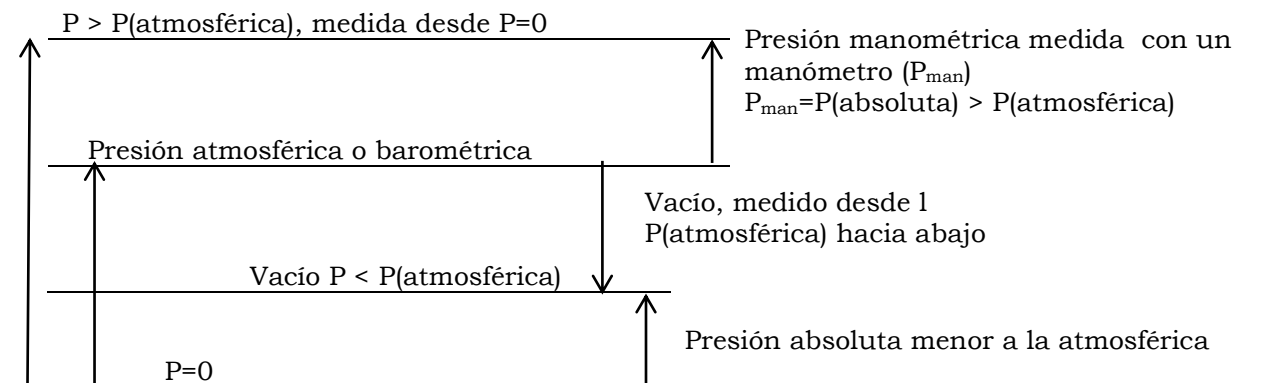 P > P(atmosférica), medida desde P=0
Presión manométrica medida con un
manómetro (Pman)
Pman=P(absoluta) > P(atmosférica)
Presión atmosférica o barométrica
Vacío, medido desde l
P(atmosférica) hacia abajo
Vacío P < P(atmosférica)
Presión absoluta menor a la atmosférica
P=0